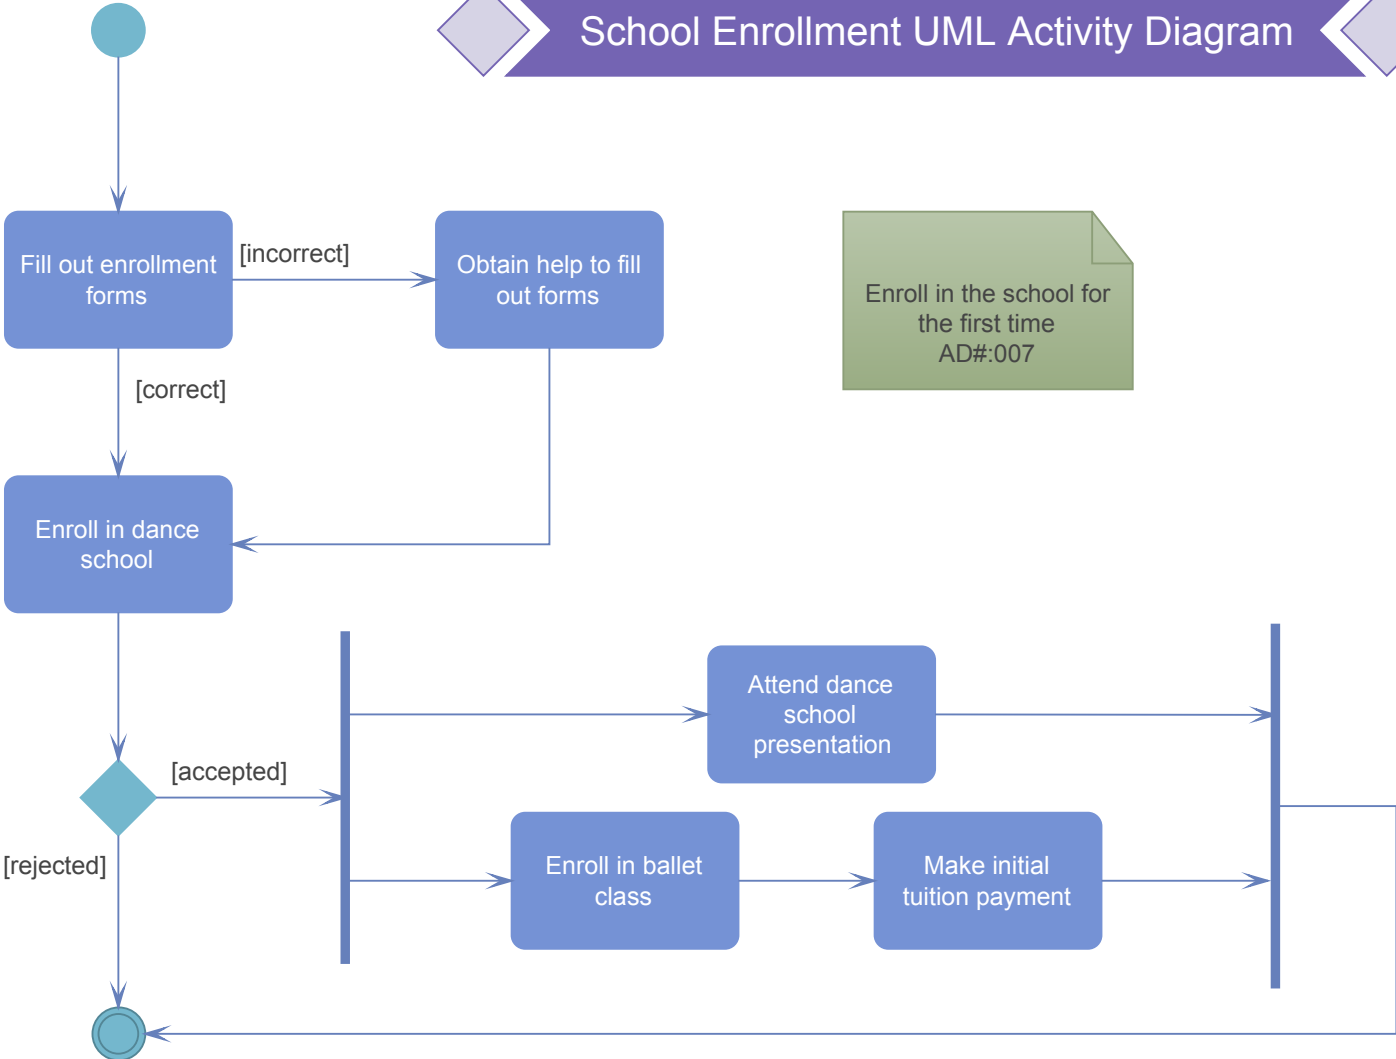 School Enrollment UML Activity Diagram
Fill out enrollment
forms
[incorrect]
Obtain help to fill
out forms
Enroll in the school for
the first time
AD#:007
[correct]
Enroll in dance
school
Attend dance
school
presentation
[accepted]
[rejected]
Enroll in ballet
class
Make initial
tuition payment